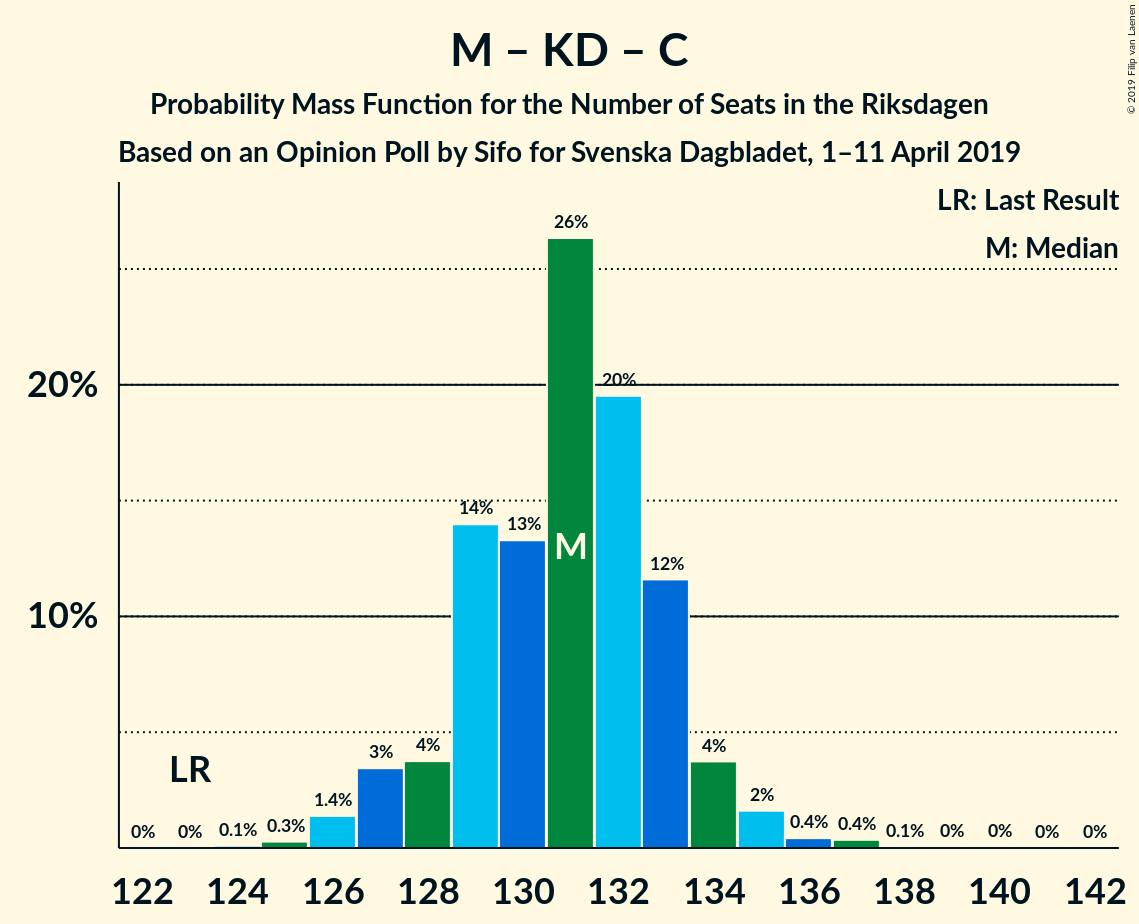 M – KD – C
Probability Mass Function for the Number of Seats in the Riksdagen
Based on an Opinion Poll by Sifo for Svenska Dagbladet, 1–11 April 2019
© 2019 Filip van Laenen
LR: Last Result
M: Median
26%
20%
20%
14%
13%
M
12%
10%
LR
3%
4%
4%
2%
1.4%
0% 0% 0.1% 0.3%
0.4% 0.4% 0.1% 0% 0% 0% 0%
122 124 126 128 130 132 134 136 138 140 142